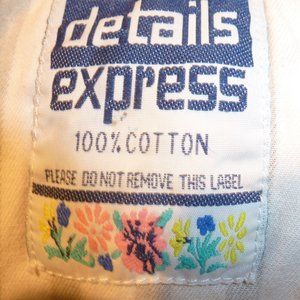 details
express
100% COTTON
PLEASE DO NOT REMOVE THIS LABEL